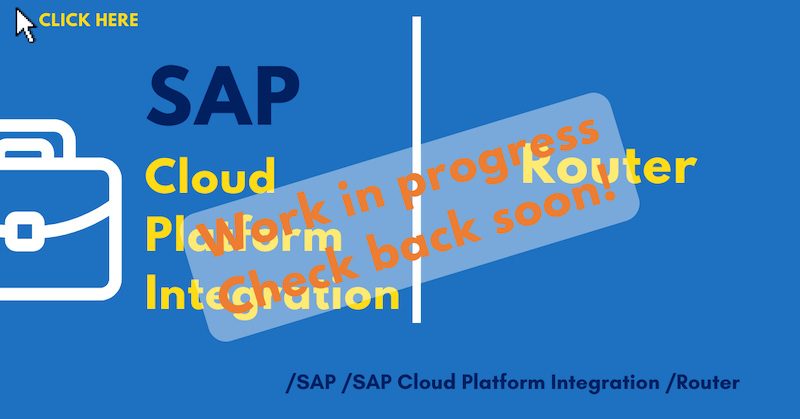 CLICK HERE
SAP
Cloud
Platform
Integration
Router
Work in progress
Check back soon!
/SAP /SAP Cloud Platform Integration /Router